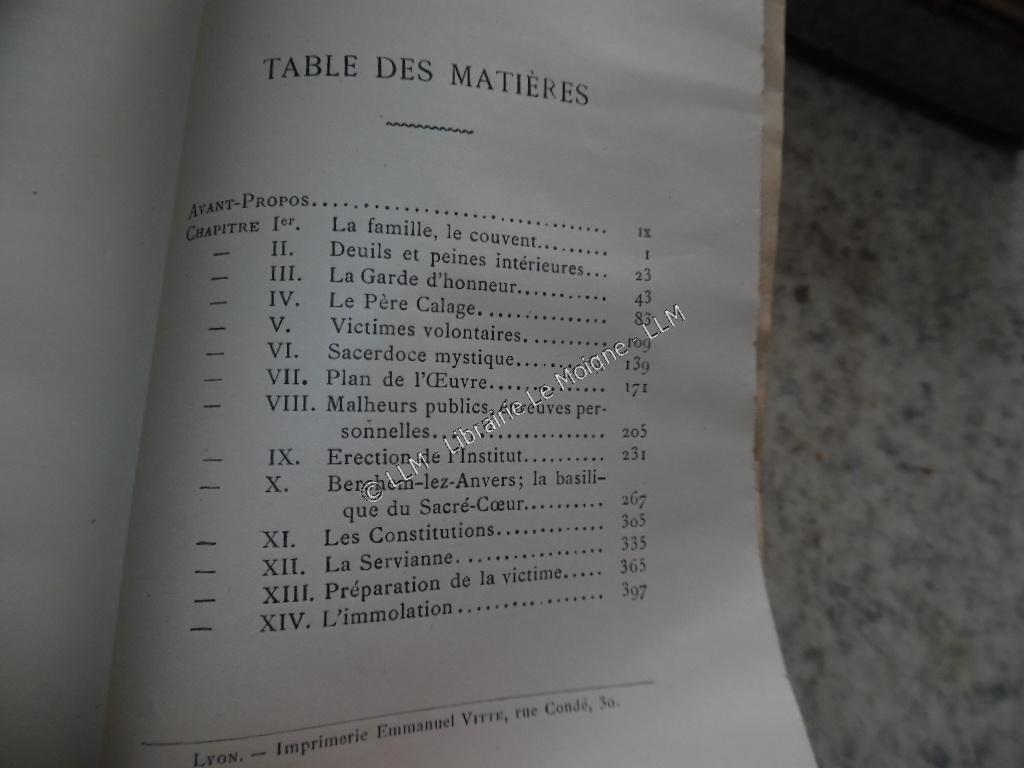 TABLE DES MATIÈRES
AVANT-PROPOS.............................. IX
CHAPITRE Ier. La famille, le couvent......... 1
— II. Deuils et peines intérieures... 23
— III. La Garde d'honneur.......... 43
— IV. Le Père Calage............... 83
— V. Victimes volontaires.......... 109
— VI. Sacerdoce mystique.......... 139
— VII. Plan de l'Œuvre.............. 171
— VIII. Malheurs publics, épreuves per-
sonnelles.................... 205
— IX. Erection de l'Institut.......... 231
— X. Berchem-lez-Anvers; la basili-
que du Sacré-Cœur.......... 267
— XI. Les Constitutions............. 305
— XII. La Servianne................. 335
— XIII. Préparation de la victime..... 365
— XIV. L'immolation................. 397
LYON. — Imprimerie Emmanuel VITTE, rue Condé, 30.
© LLM - Librairie Le Moigne - LLM